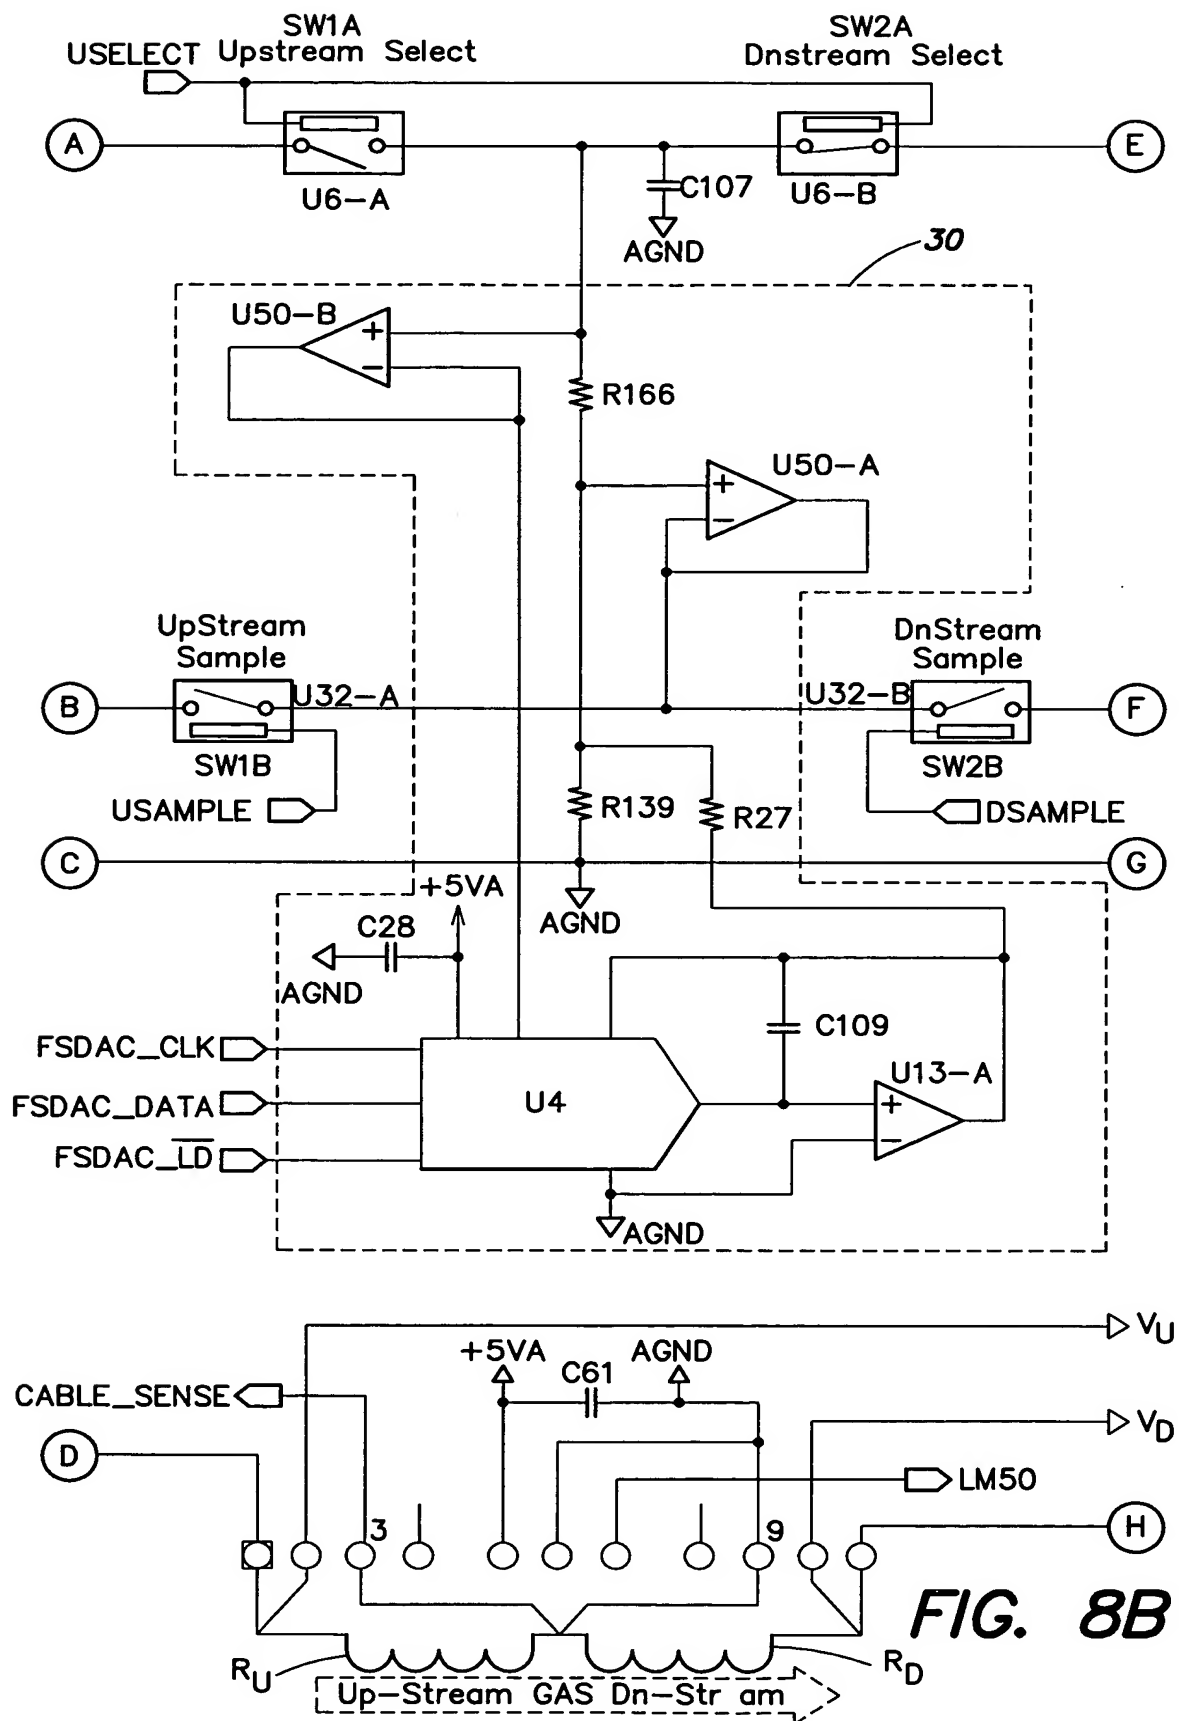 SW1A
Upstream Select
USELECT
SW2A
Dnstream Select
A
U6-A
C107
AGND
U6-B
E
30
U50-B
+
−
R166
U50-A
+
−
UpStream
Sample
DnStream
Sample
B
U32-A
U32-B
F
SW1B
SW2B
USAMPLE
R139
R27
DSAMPLE
C
G
+5VA
AGND
C28
AGND
FSDAC_CLK
C109
U13-A
FSDAC_DATA
U4
+
−
FSDAC_LD
AGND
VU
+5VA
C61
AGND
CABLE_SENSE
VD
D
LM50
3
9
H
FIG. 8B
RU
RD
Up-Stream GAS Dn-Str am